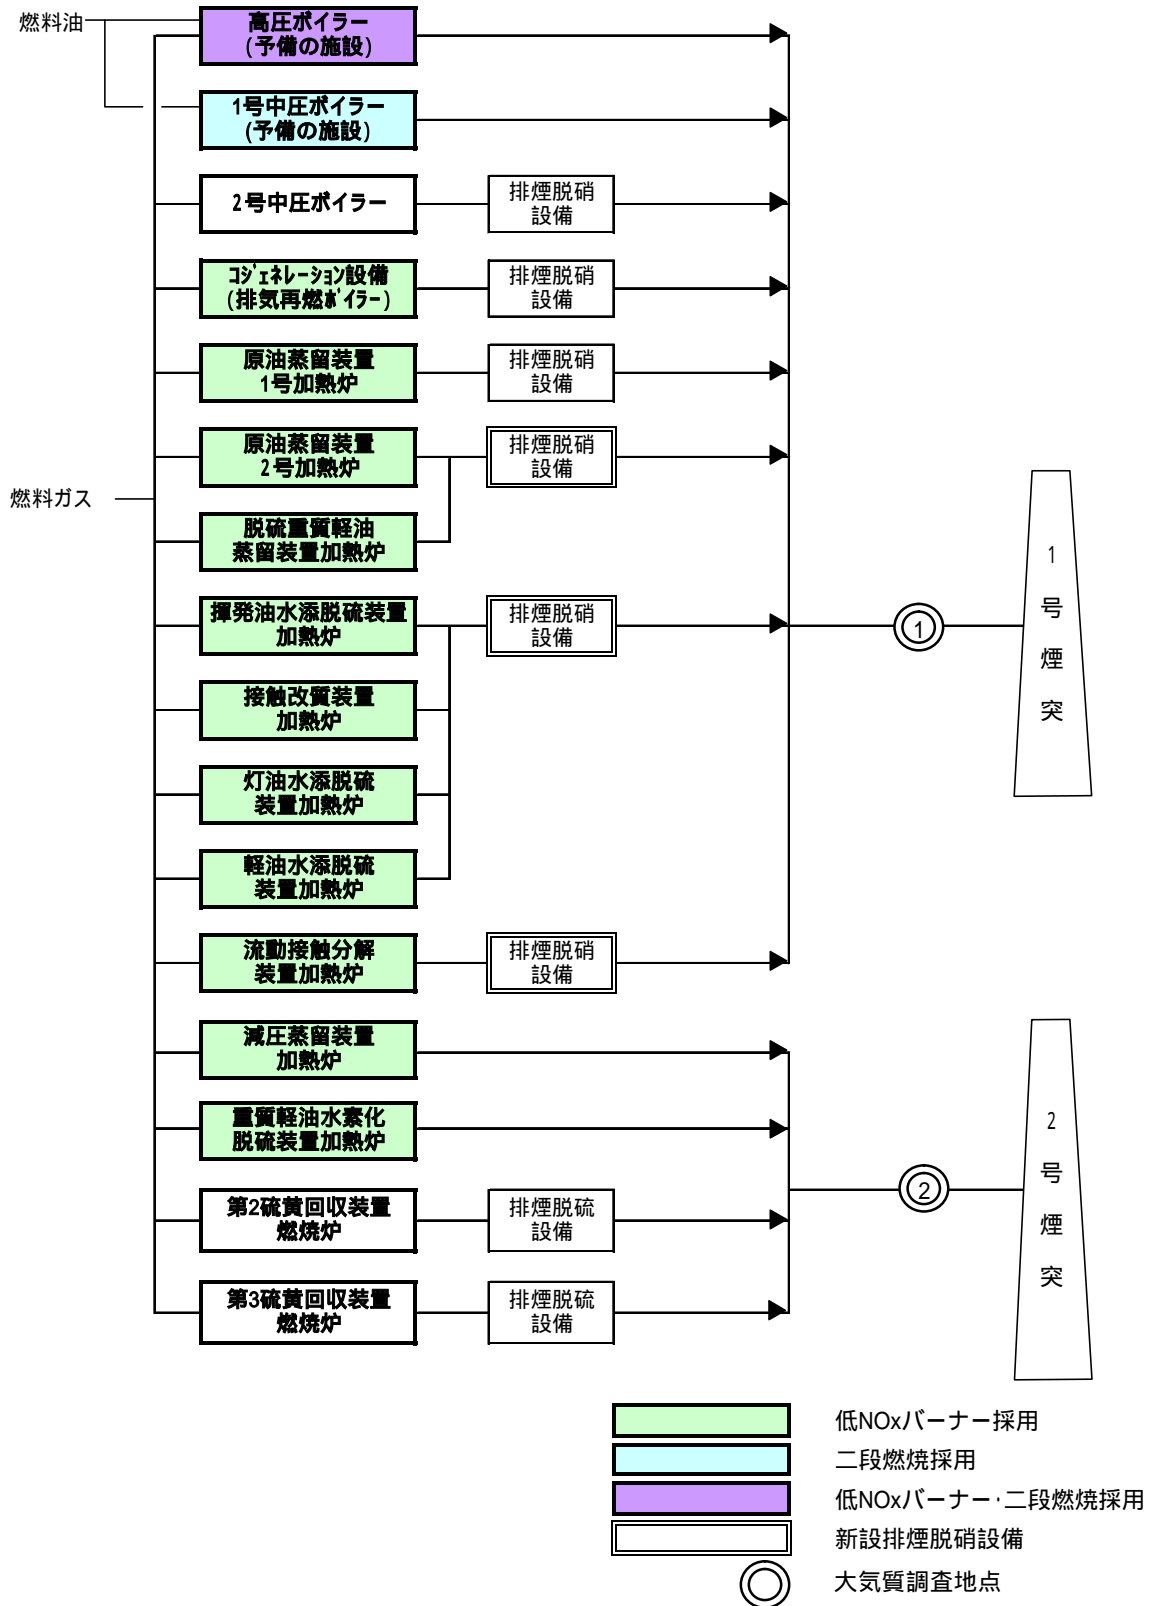 燃料油
高圧ボイラー
(予備の施設)
1号中圧ボイラー
(予備の施設)
2号中圧ボイラー
排煙脱硝
設備
コジェネレーション設備
(排気再燃ボイラー)
排煙脱硝
設備
原油蒸留装置
1号加熱炉
排煙脱硝
設備
原油蒸留装置
2号加熱炉
排煙脱硝
設備
燃料ガス
脱硫重質軽油
蒸留装置加熱炉
揮発油水添脱硫装置
加熱炉
排煙脱硝
設備
接触改質装置
加熱炉
灯油水添脱硫
装置加熱炉
軽油水添脱硫
装置加熱炉
流動接触分解
装置加熱炉
排煙脱硝
設備
1
1
号
煙
突
減圧蒸留装置
加熱炉
重質軽油水素化
脱硫装置加熱炉
第2硫黄回収装置
燃焼炉
排煙脱硫
設備
第3硫黄回収装置
燃焼炉
排煙脱硫
設備
2
2
号
煙
突
低NOxバーナー採用
二段燃焼採用
低NOxバーナー・二段燃焼採用
新設排煙脱硝設備
大気質調査地点